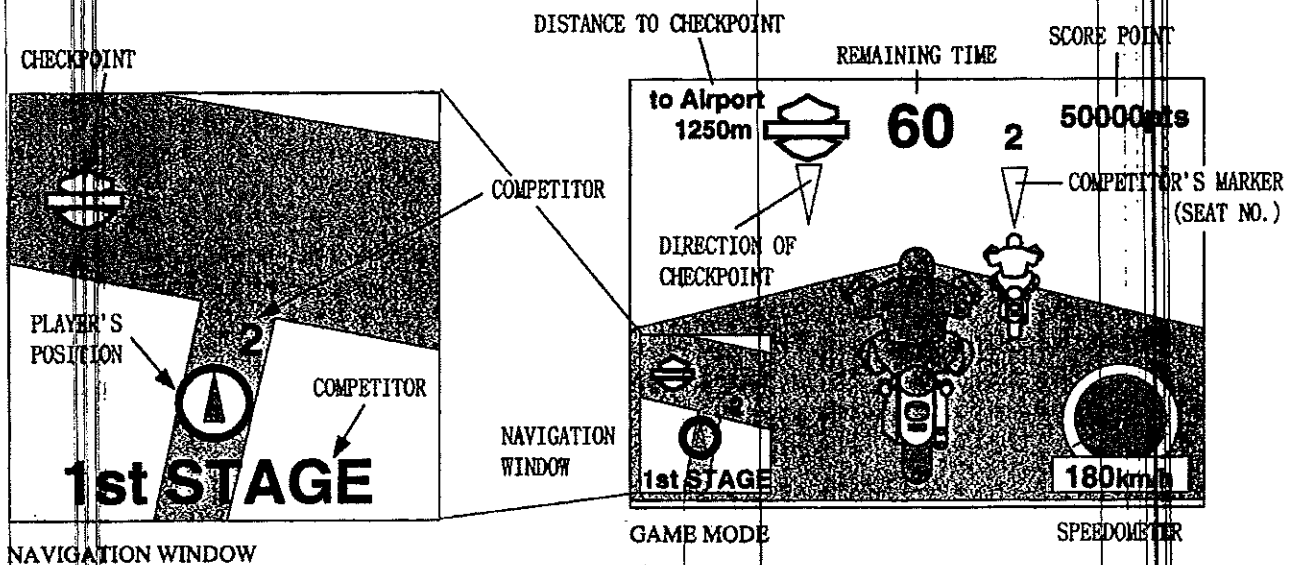 DISTANCE TO CHECKPOINT
SCORE POINT
CHECKPOINT
REMAINING TIME
to Airport
1250m
60
50000pts
2
COMPETITOR
COMPETITOR'S MARKER
(SEAT NO.)
DIRECTION OF
CHECKPOINT
PLAYER'S
POSITION
2
COMPETITOR
2
NAVIGATION
WINDOW
1st STAGE
1st STAGE
180km/h
GAME MODE
SPEEDOMETER
NAVIGATION WINDOW